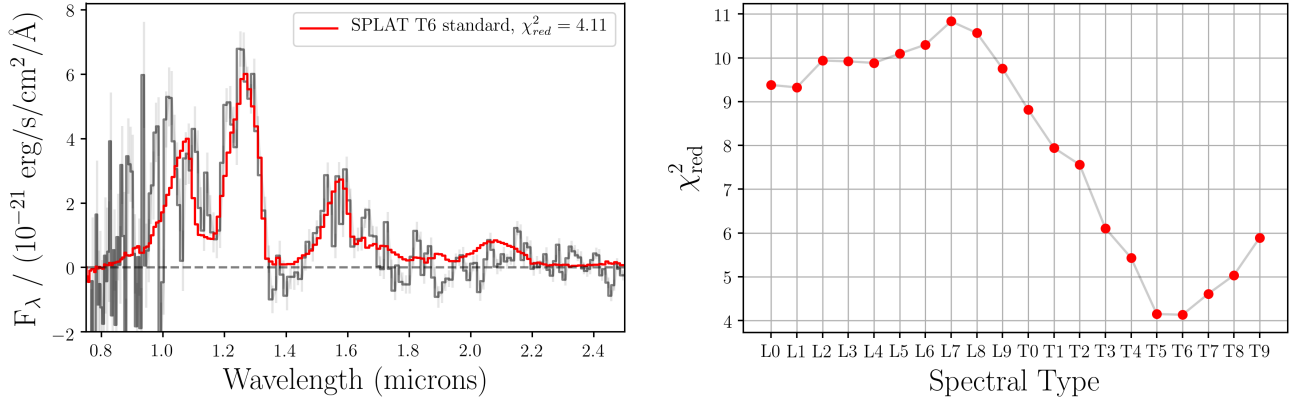 SPLAT T6 standard, χ²_red = 4.11
F_λ / (10⁻²¹ erg/s/cm²/Å)
8
6
4
2
0
−2
0.8 1.0 1.2 1.4 1.6 1.8 2.0 2.2 2.4
Wavelength (microns)
χ²_red
11
10
9
8
7
6
5
4
L0 L1 L2 L3 L4 L5 L6 L7 L8 L9 T0 T1 T2 T3 T4 T5 T6 T7 T8 T9
Spectral Type